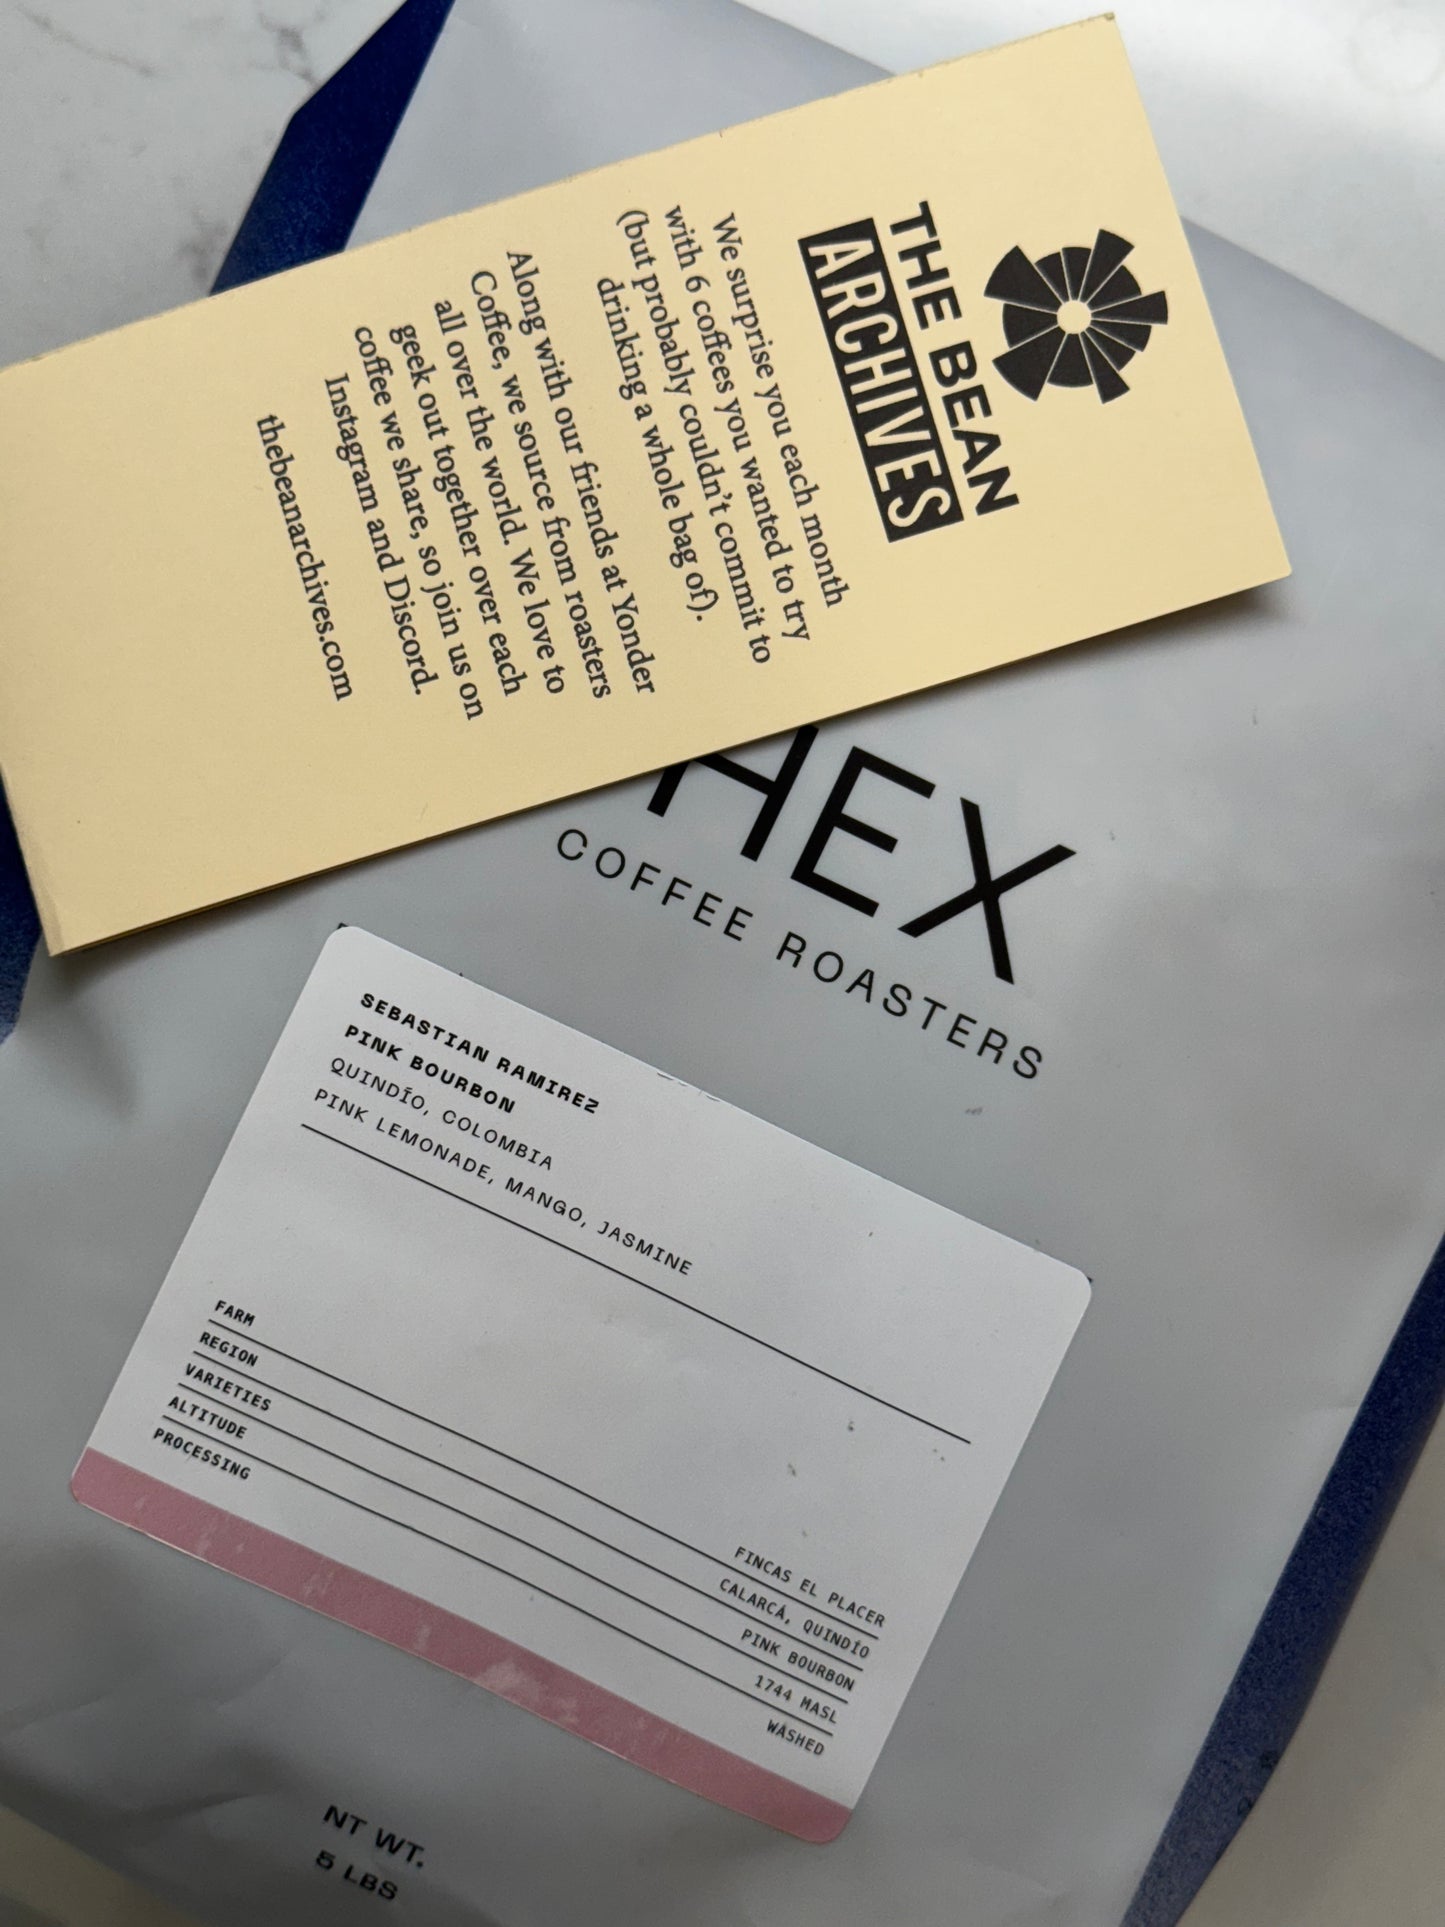 THE BEAN
ARCHIVES
We surprise you each month
with 6 coffees you wanted to try
(but probably couldn't commit to
drinking a whole bag of).
Along with our friends at Yonder
Coffee, we source from roasters
all over the world. We love to
geek out together over each
coffee we share, so join us on
Instagram and Discord.
thebeanarchives.com
HEX
COFFEE ROASTERS
SEBASTIAN RAMIREZ
PINK BOURBON
QUINDÍO, COLOMBIA
PINK LEMONADE, MANGO, JASMINE
FARM FINCAS EL PLACER
REGION CALARCÁ, QUINDÍO
VARIETIES PINK BOURBON
ALTITUDE 1744 MASL
PROCESSING WASHED
NT WT.
5 LBS